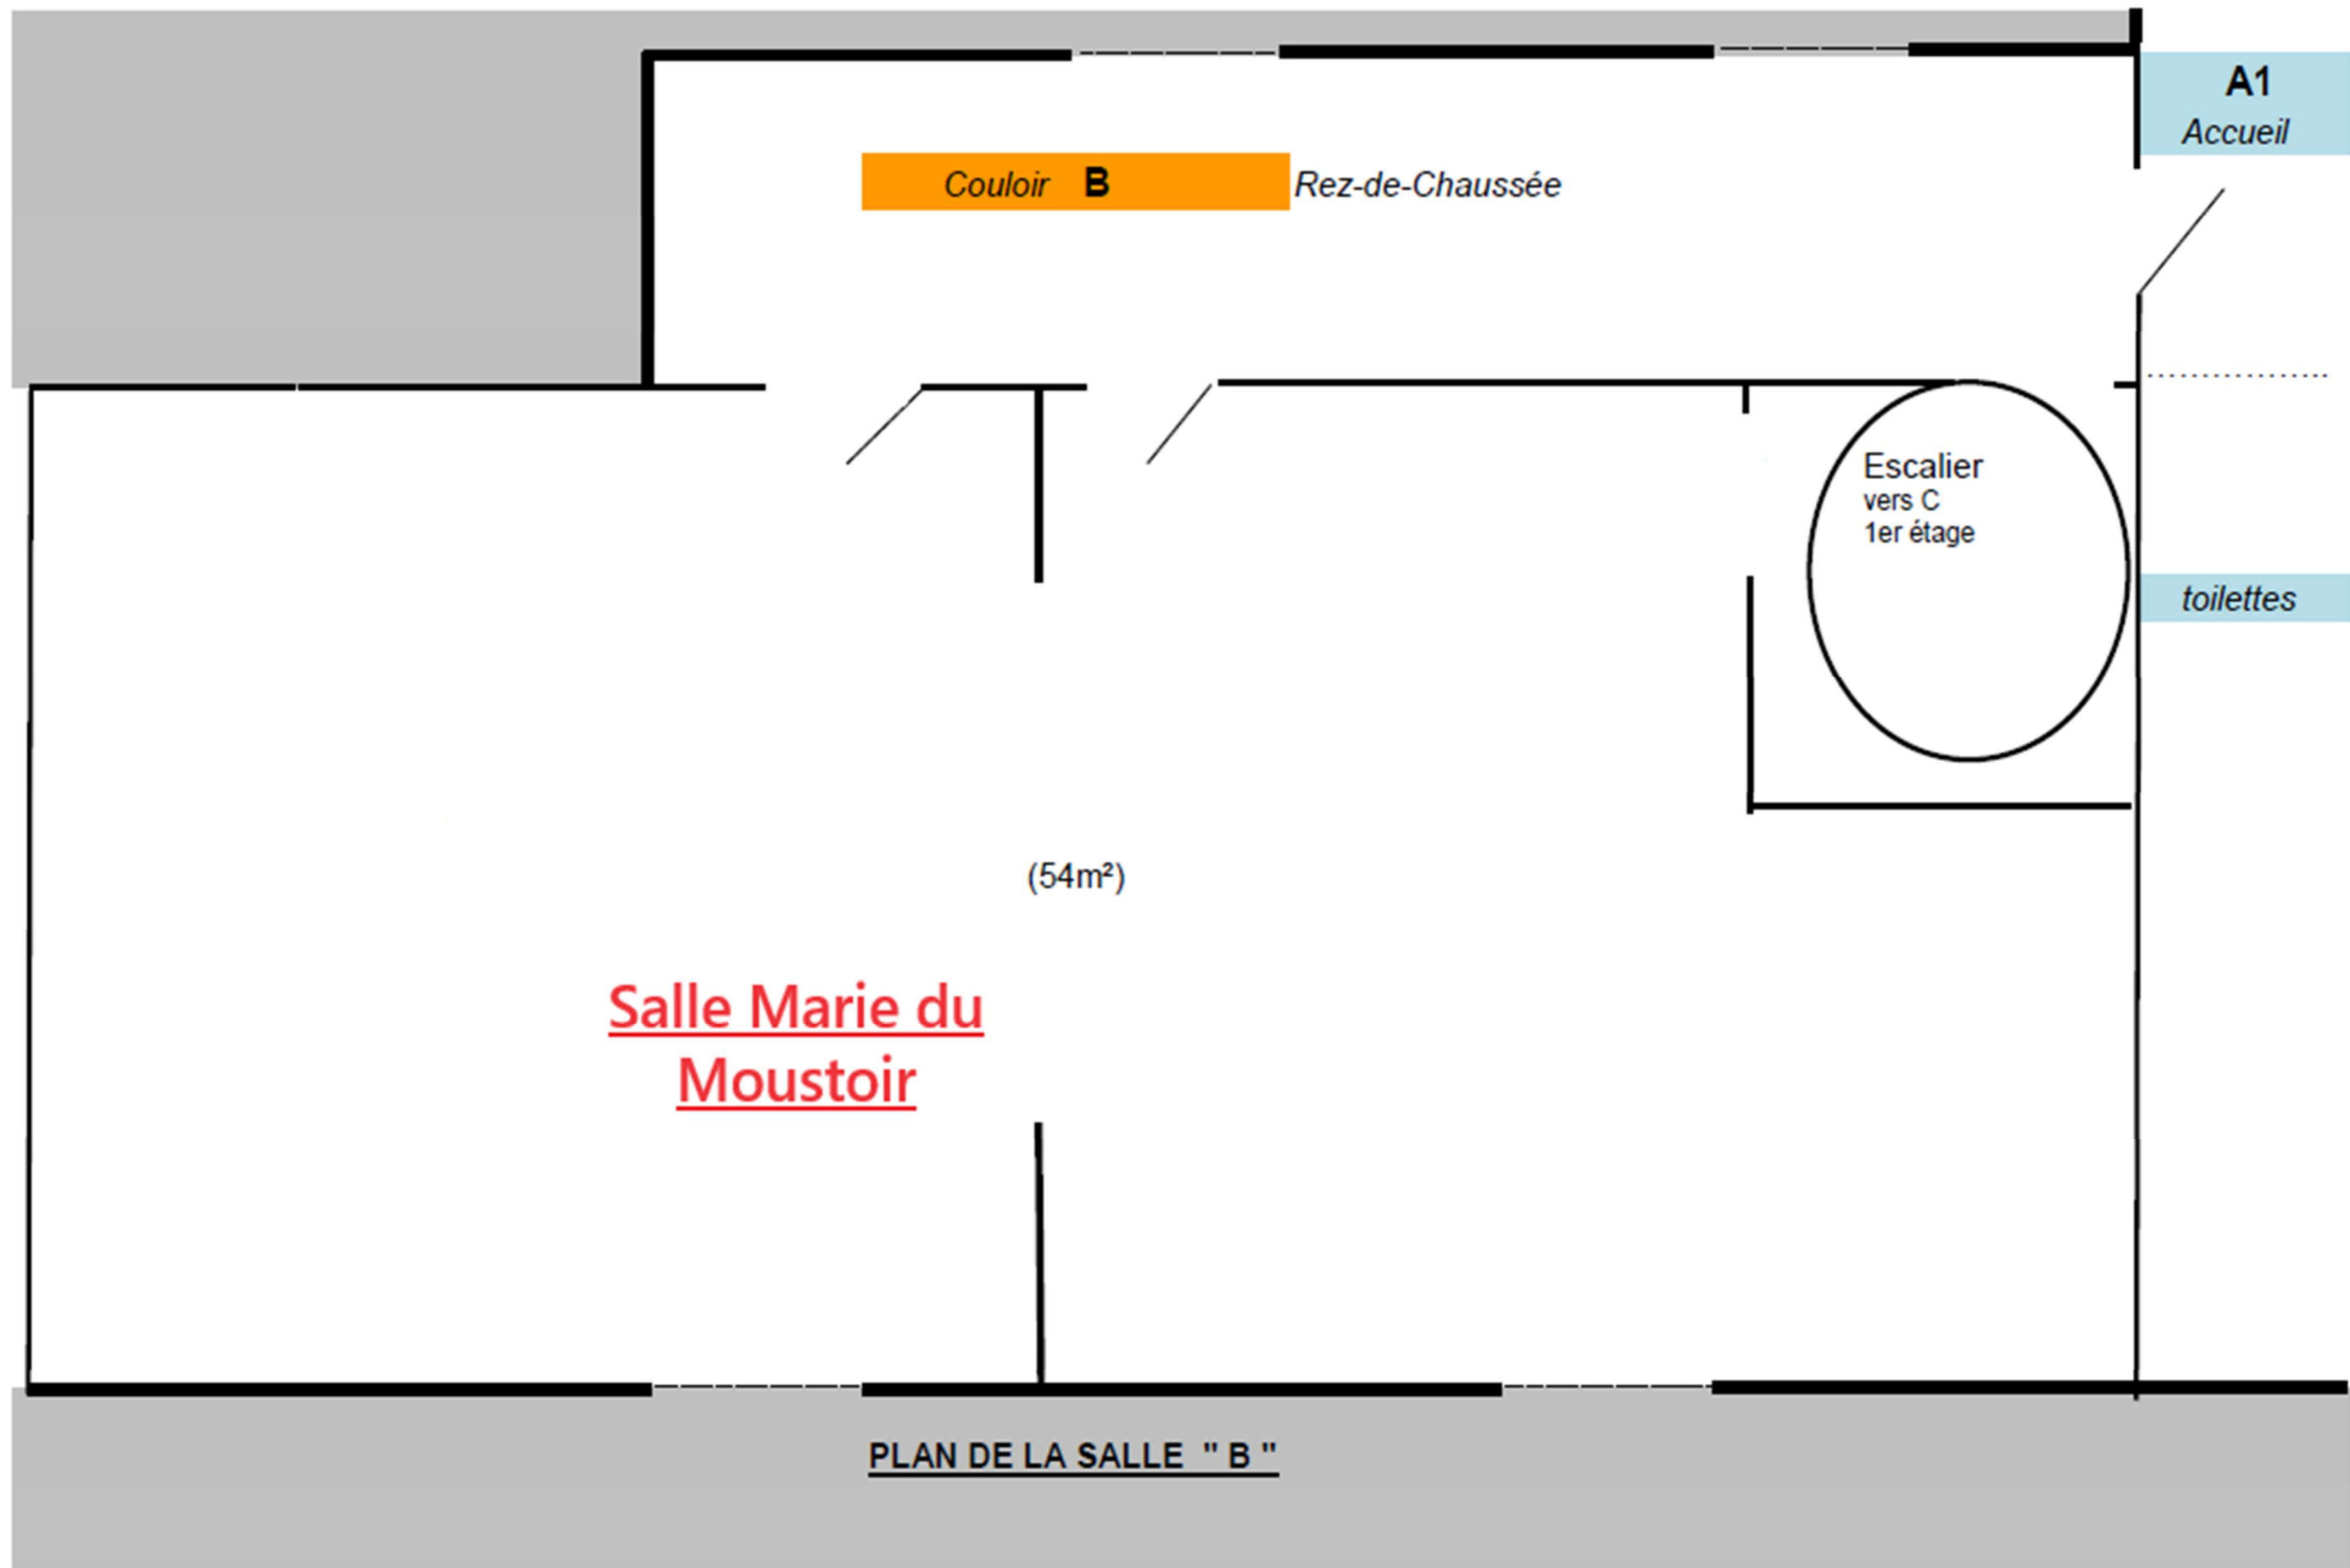 A1
Accueil
Couloir B Rez-de-Chaussée
Escalier
vers C
1er étage
toilettes
(54m²)
Salle Marie du
Moustoir
PLAN DE LA SALLE " B "